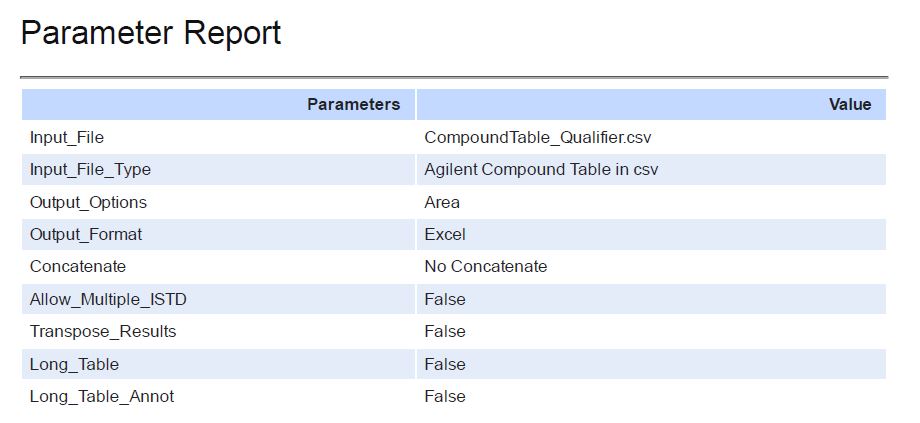 Parameter Report
Parameters Value
Input_File CompoundTable_Qualifier.csv
Input_File_Type Agilent Compound Table in csv
Output_Options Area
Output_Format Excel
Concatenate No Concatenate
Allow_Multiple_ISTD False
Transpose_Results False
Long_Table False
Long_Table_Annot False